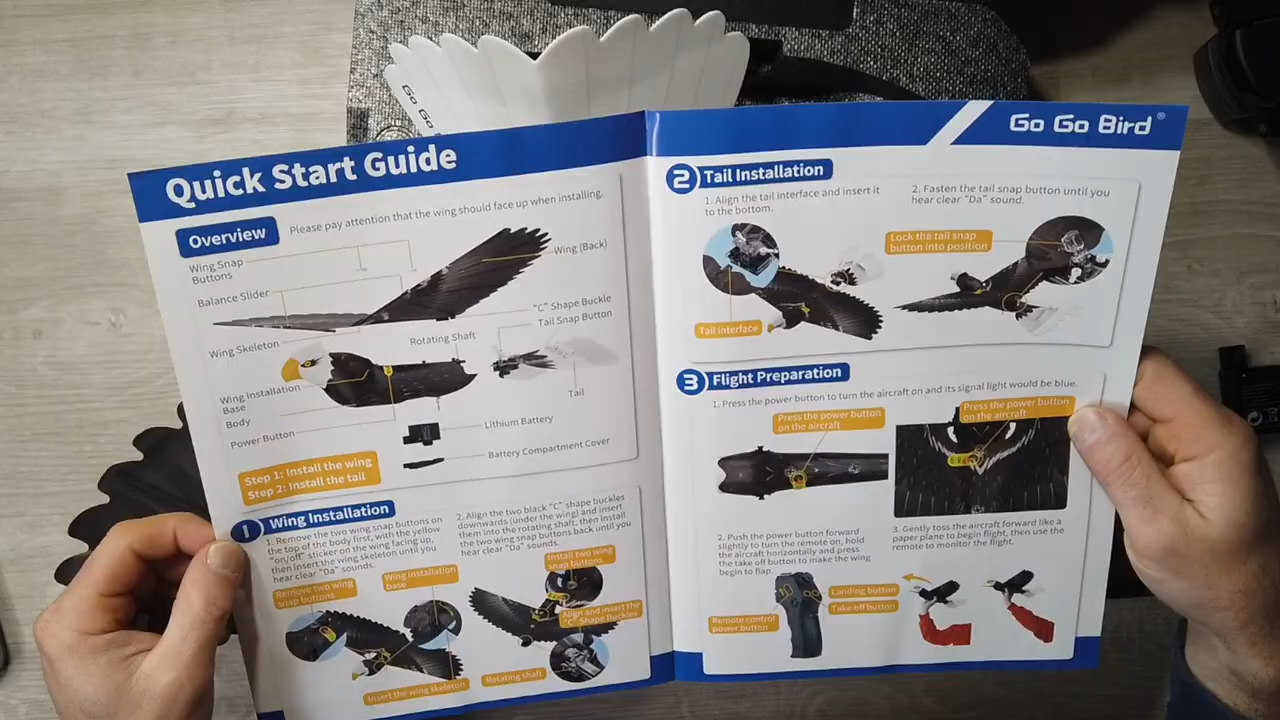 Go Go
Quick Start Guide
Overview
Please pay attention that the wing should face up when installing.
Wing Snap
Buttons
Wing (Back)
Balance Slider
"C" Shape Buckle
Tail Snap Button
Wing Skeleton
Rotating Shaft
Wing Installation
Base
Tail
Body
Lithium Battery
Power Button
Battery Compartment Cover
Step 1: Install the wing
Step 2: Install the tail
1 Wing Installation
1. Remove the two wing snap buttons on
the top of body first, with the yellow
"on/off" sticker on the wing facing up,
then insert the wing skeleton until you
hear clear "Da" sounds.
2. Align the two black "C" shape buckles
downwards (under the wing) and insert
them into the rotating shaft, then install
the two wing snap buttons back until you
hear clear "Da" sounds.
Remove two wing
snap buttons
Wing installation
base
Insert the wing skeleton
Install two wing
snap buttons
Align and insert the
"C" Shape Buckles
Rotating shaft
Go Go Bird®
2 Tail Installation
1. Align the tail interface and insert it
to the bottom.
2. Fasten the tail snap button until you
hear clear "Da" sound.
Tail interface
Lock the tail snap
button into position
3 Flight Preparation
1. Press the power button to turn the aircraft on and its signal light would be blue.
Press the power button
on the aircraft
Press the power button
on the aircraft
2. Push the power button forward
slightly to turn the remote on, hold
the aircraft horizontally and press
the take off button to make the wing
begin to flap.
3. Gently toss the aircraft forward like a
paper plane to begin flight, then use the
remote to monitor the flight.
Landing button
Take off button
Remote control
power button